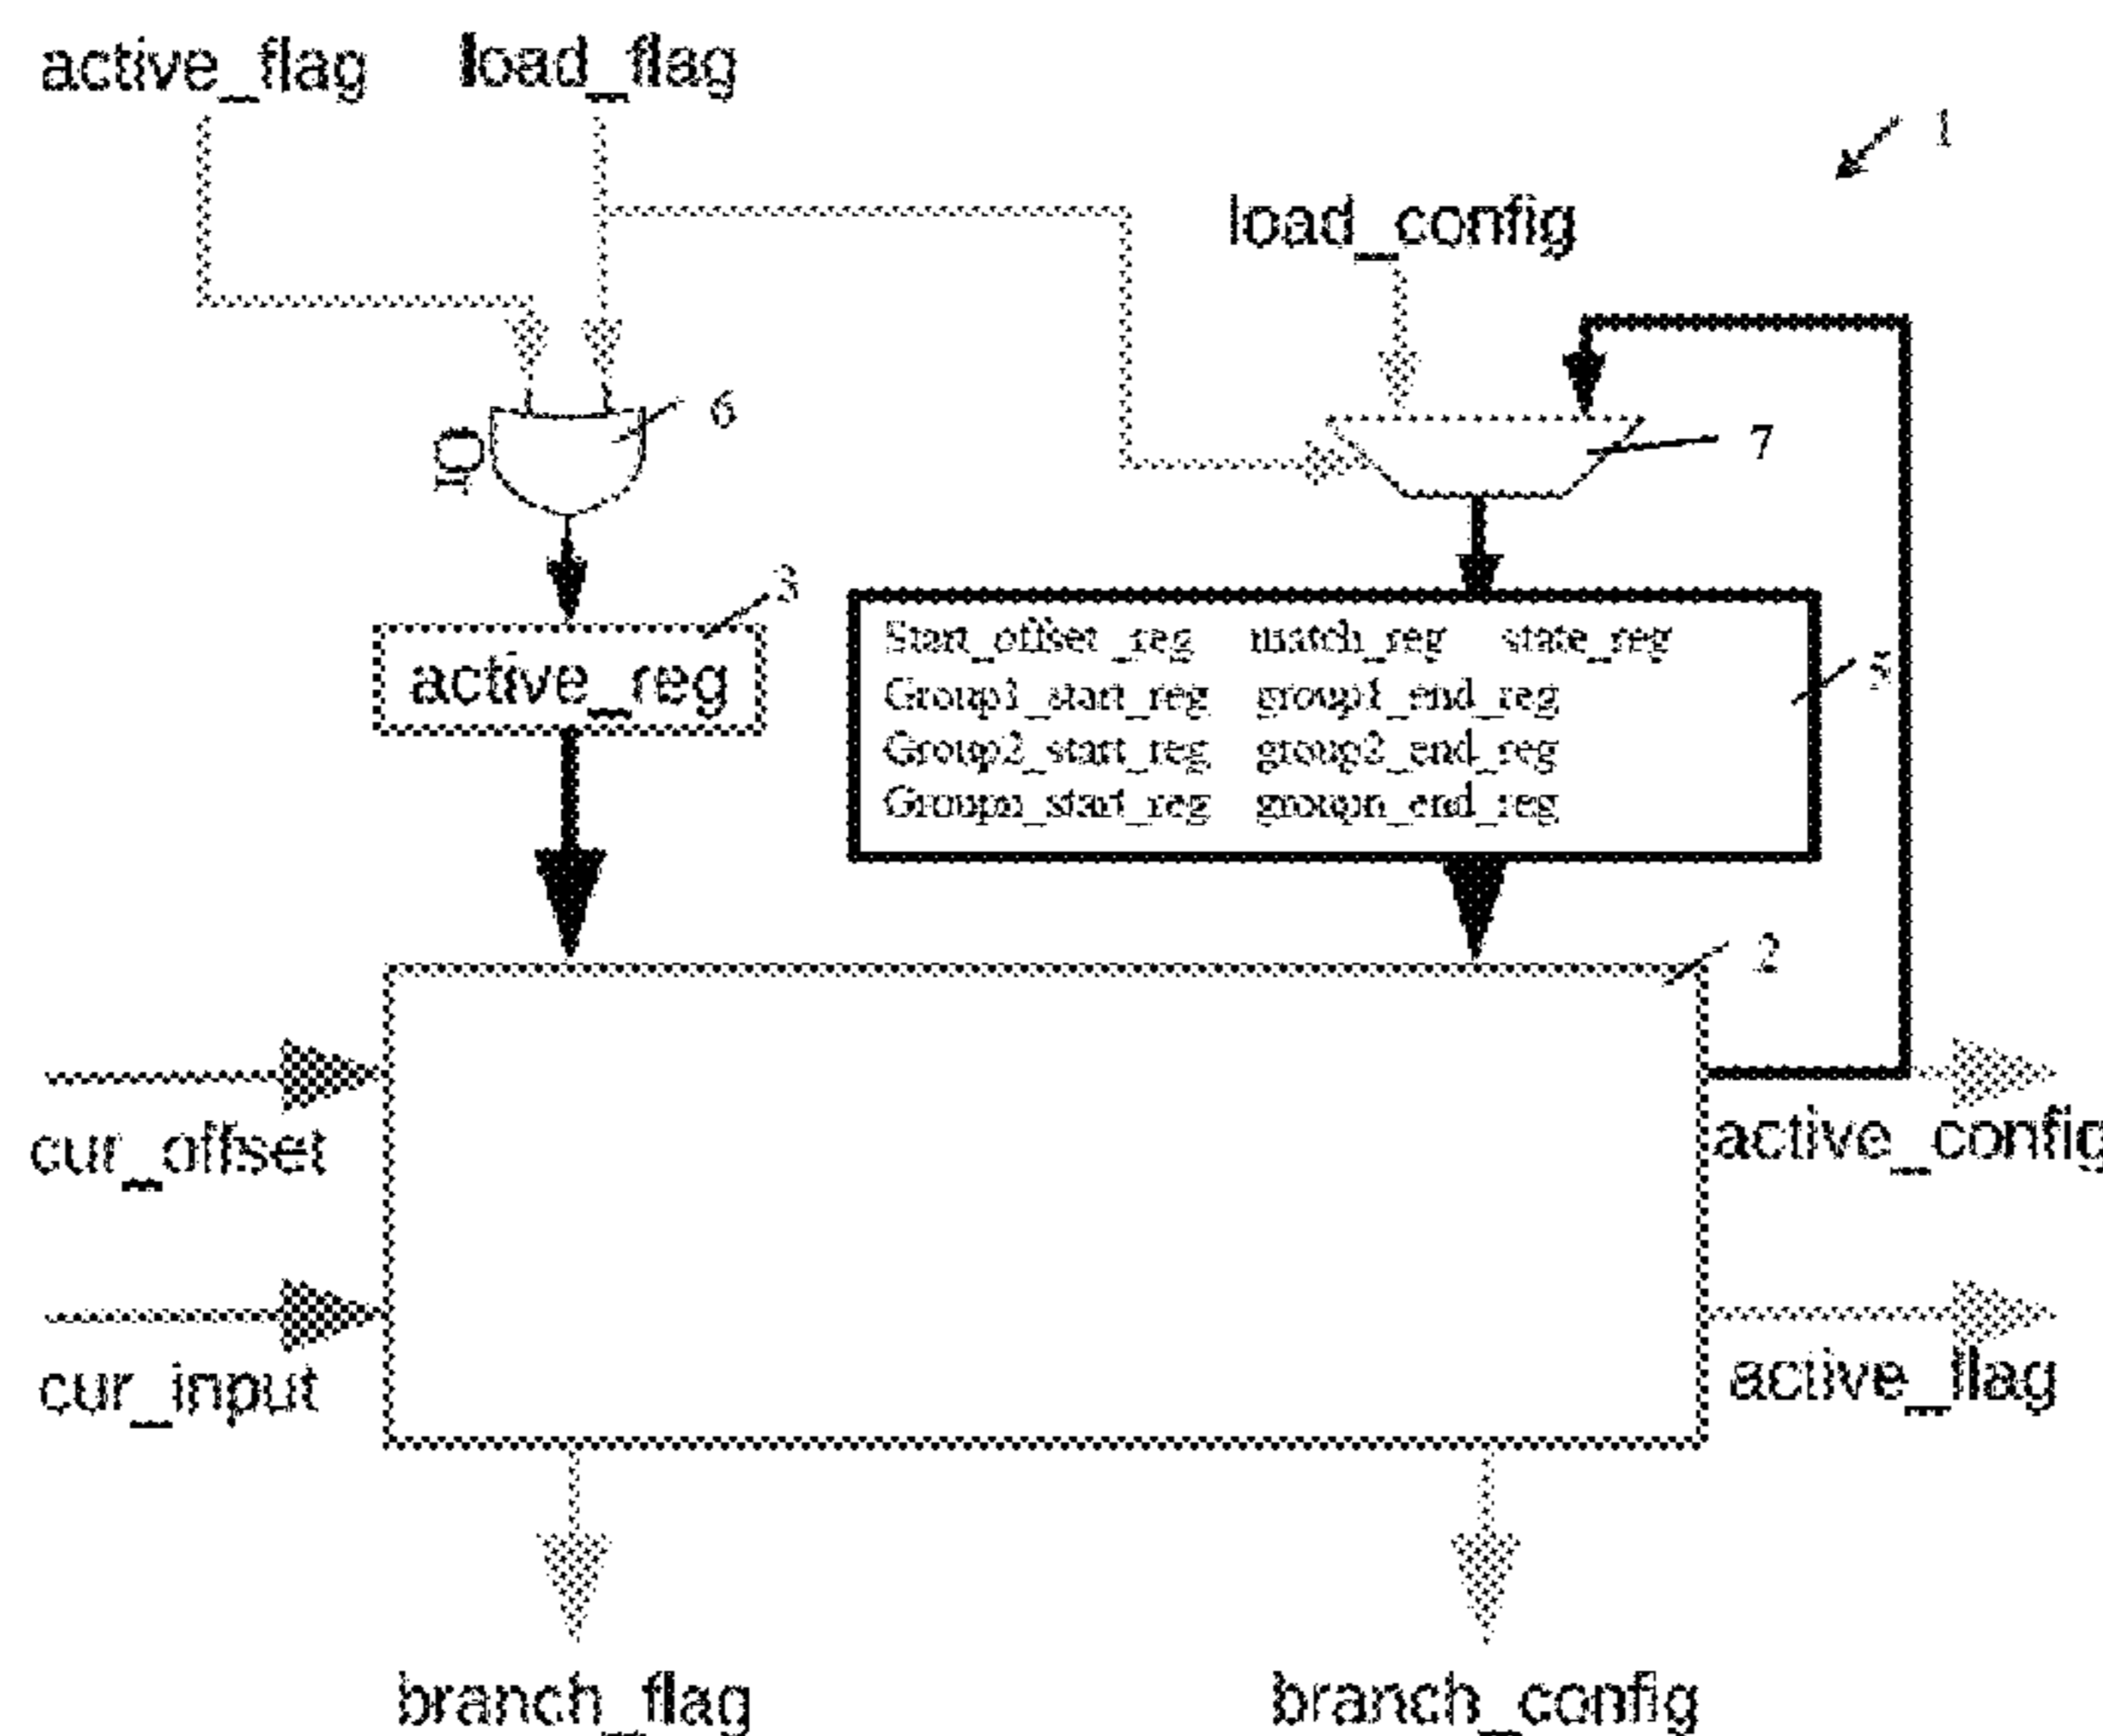 active_flag load_flag
1
load_config
6
7
or
3
active_reg
Start_offset_reg match_reg state_reg
Group1_start_reg group1_end_reg
Group2_start_reg group2_end_reg
Groupn_start_reg groupn_end_reg
5
2
cur_offset
active_config
cur_input
active_flag
branch_flag
branch_config